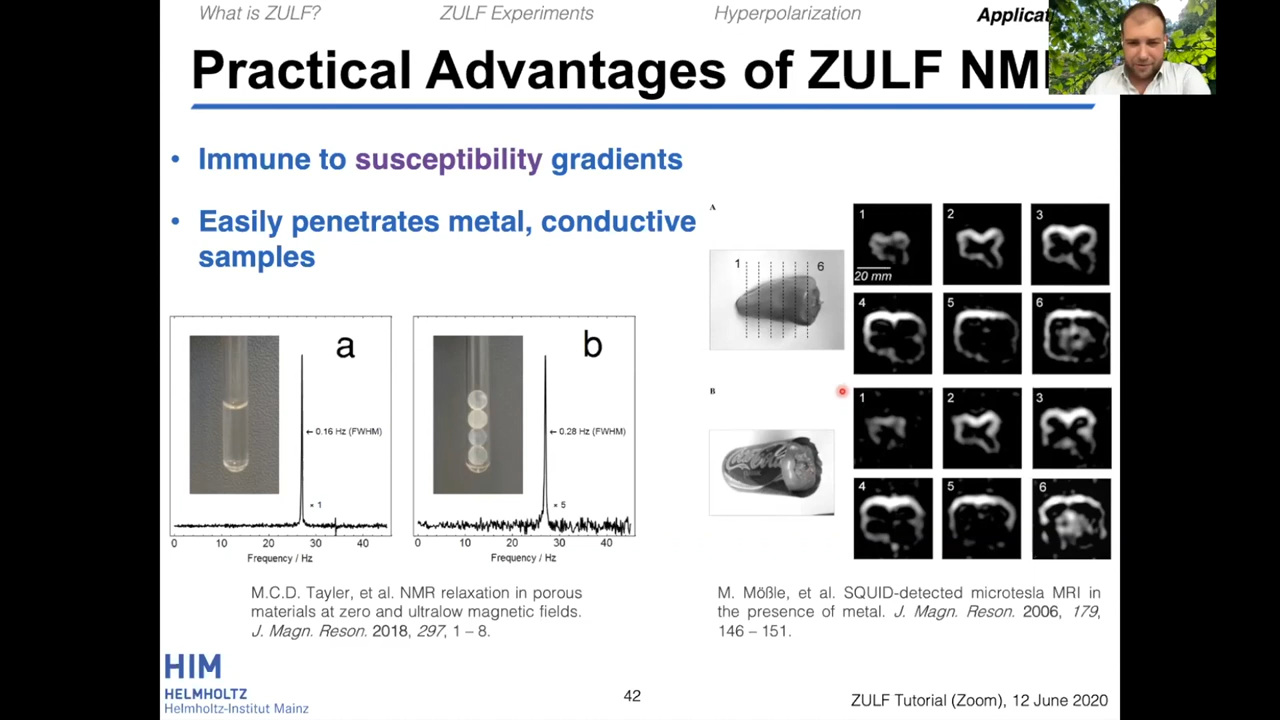 What is ZULF?
ZULF Experiments
Hyperpolarization
Applicat
Practical Advantages of ZULF NM
• Immune to susceptibility gradients
• Easily penetrates metal, conductive
samples
a
← 0.16 Hz (FWHM)
× 1
0 10 20 30 40
Frequency / Hz
b
← 0.28 Hz (FWHM)
× 5
0 10 20 30 40
Frequency / Hz
A
1 6
1 2 3
20 mm
4 5 6
B
1 2 3
4 5 6
M.C.D. Tayler, et al. NMR relaxation in porous
materials at zero and ultralow magnetic fields.
J. Magn. Reson. 2018, 297, 1 – 8.
M. Mößle, et al. SQUID-detected microtesla MRI in
the presence of metal. J. Magn. Reson. 2006, 179,
146 – 151.
HIM
HELMHOLTZ
Helmholtz-Institut Mainz
42
ZULF Tutorial (Zoom), 12 June 2020